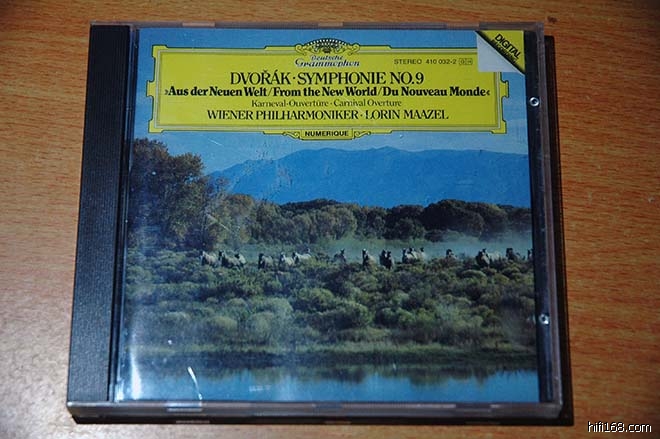 Deutsche
Grammophon
STEREO 410 032-2 GH
DIGITAL
DVOŘÁK · SYMPHONIE NO.9
›Aus der Neuen Welt/From the New World/Du Nouveau Monde‹
Karneval-Ouvertüre · Carnival Overture
WIENER PHILHARMONIKER · LORIN MAAZEL
NUMERIQUE
hifi168.com